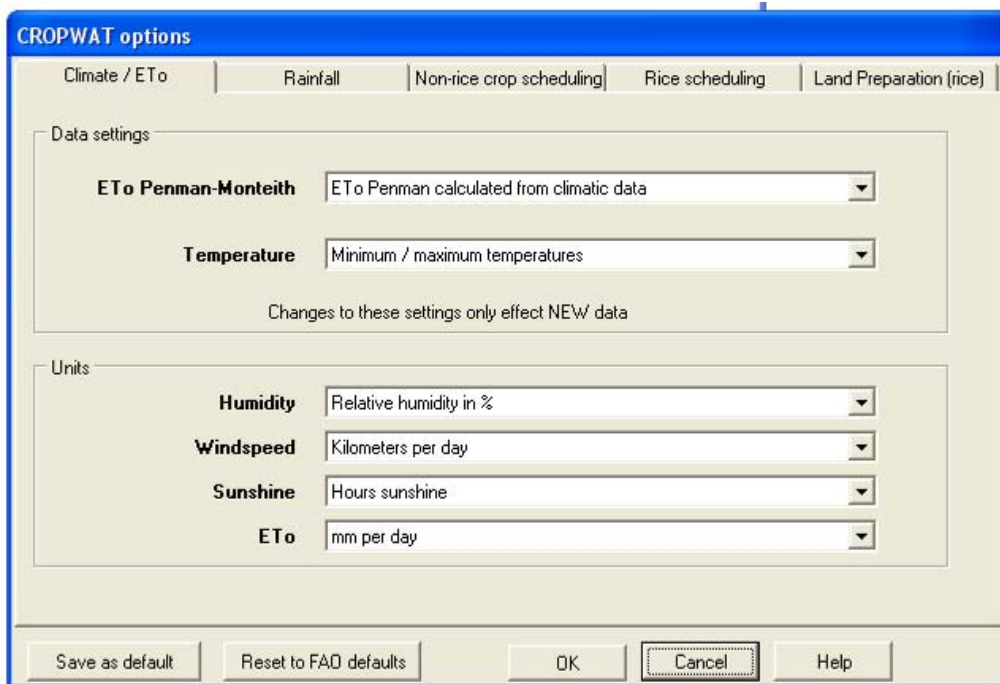 CROPWAT options
Climate / ETo Rainfall Non-rice crop scheduling Rice scheduling Land Preparation (rice)
Data settings
ETo Penman-Monteith ETo Penman calculated from climatic data
Temperature Minimum / maximum temperatures
Changes to these settings only effect NEW data
Units
Humidity Relative humidity in %
Windspeed Kilometers per day
Sunshine Hours sunshine
ETo mm per day
Save as default Reset to FAO defaults OK Cancel Help